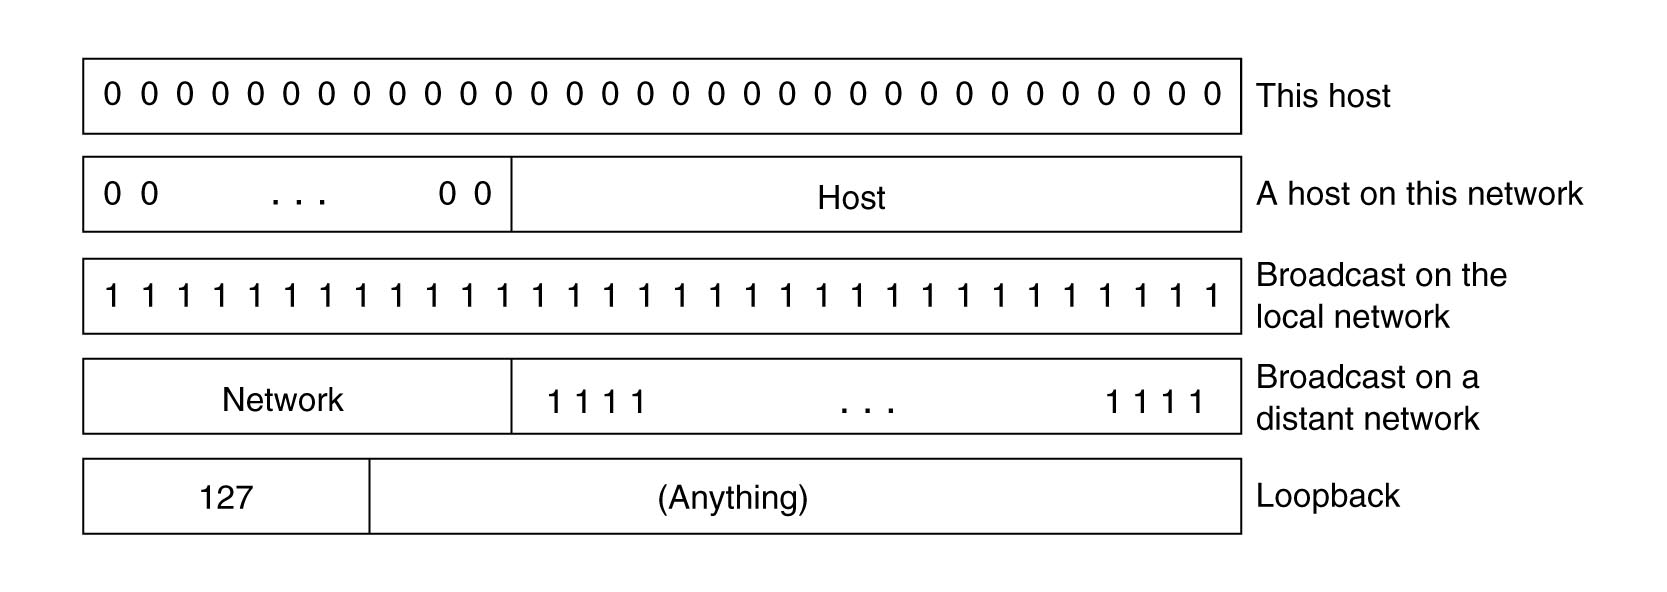 0 0 0 0 0 0 0 0 0 0 0 0 0 0 0 0 0 0 0 0 0 0 0 0 0 0 0 0 0 0 0 0 This host
0 0 ... 0 0 Host A host on this network
1 1 1 1 1 1 1 1 1 1 1 1 1 1 1 1 1 1 1 1 1 1 1 1 1 1 1 1 1 1 1 1 Broadcast on the
local network
Network 1 1 1 1 ... 1 1 1 1 Broadcast on a
distant network
127 (Anything) Loopback